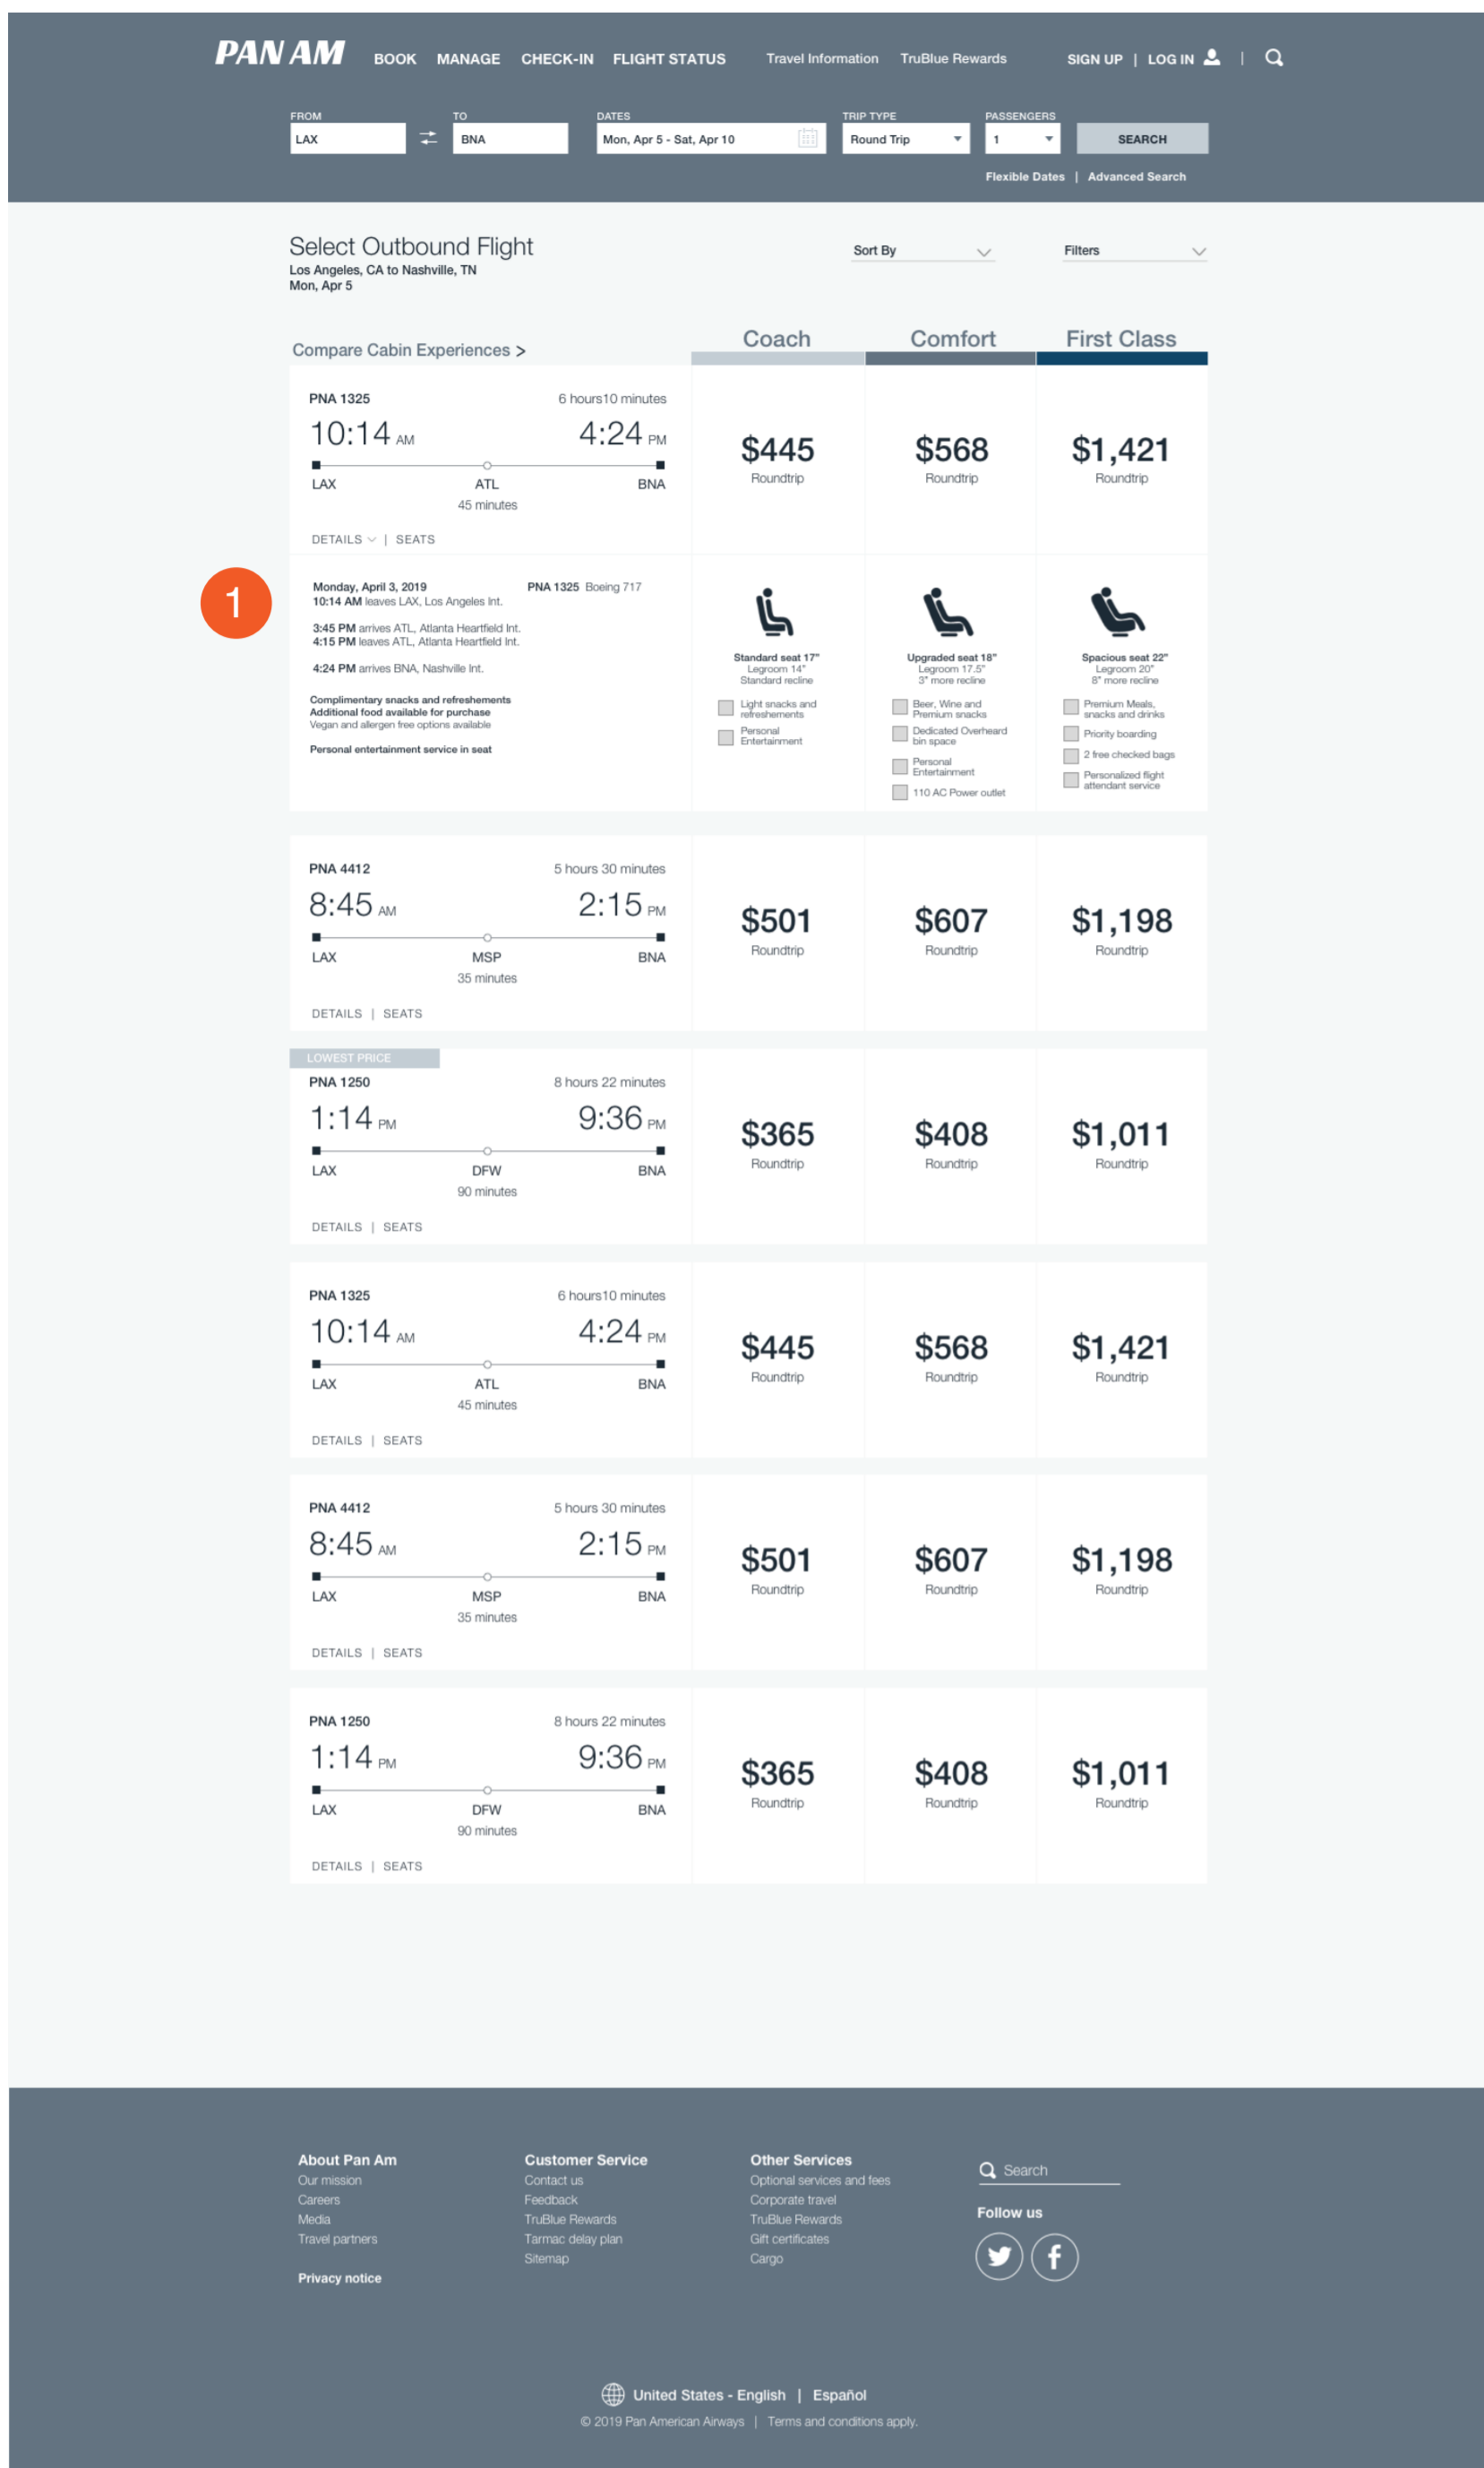 PAN AM BOOK MANAGE CHECK-IN FLIGHT STATUS Travel Information TruBlue Rewards SIGN UP | LOG IN |
FROM TO DATES TRIP TYPE PASSENGERS
LAX BNA Mon, Apr 5 - Sat, Apr 10 Round Trip 1 SEARCH
Flexible Dates | Advanced Search
Select Outbound Flight
Los Angeles, CA to Nashville, TN
Mon, Apr 5
Sort By Filters
Compare Cabin Experiences >
Coach Comfort First Class
PNA 1325 6 hours10 minutes
10:14 AM 4:24 PM
LAX ATL BNA
45 minutes
DETAILS | SEATS
$445 $568 $1,421
Roundtrip Roundtrip Roundtrip
1
Monday, April 3, 2019 PNA 1325 Boeing 717
10:14 AM leaves LAX, Los Angeles Int.
3:45 PM arrives ATL, Atlanta Heartfield Int.
4:15 PM leaves ATL, Atlanta Heartfield Int.
4:24 PM arrives BNA, Nashville Int.
Complimentary snacks and refreshements
Additional food available for purchase
Vegan and allergen free options available
Personal entertainment service in seat
Standard seat 17"
Legroom 14"
Standard recline
Light snacks and
refreshements
Personal
Entertainment
Upgraded seat 18"
Legroom 17.5"
3" more recline
Beer, Wine and
Premium snacks
Dedicated Overheard
bin space
Personal
Entertainment
110 AC Power outlet
Spacious seat 22"
Legroom 20"
8" more recline
Premium Meals,
snacks and drinks
Priority boarding
2 free checked bags
Personalized flight
attendant service
PNA 4412 5 hours 30 minutes
8:45 AM 2:15 PM
LAX MSP BNA
35 minutes
DETAILS | SEATS
$501 $607 $1,198
Roundtrip Roundtrip Roundtrip
LOWEST PRICE
PNA 1250 8 hours 22 minutes
1:14 PM 9:36 PM
LAX DFW BNA
90 minutes
DETAILS | SEATS
$365 $408 $1,011
Roundtrip Roundtrip Roundtrip
PNA 1325 6 hours10 minutes
10:14 AM 4:24 PM
LAX ATL BNA
45 minutes
DETAILS | SEATS
$445 $568 $1,421
Roundtrip Roundtrip Roundtrip
PNA 4412 5 hours 30 minutes
8:45 AM 2:15 PM
LAX MSP BNA
35 minutes
DETAILS | SEATS
$501 $607 $1,198
Roundtrip Roundtrip Roundtrip
PNA 1250 8 hours 22 minutes
1:14 PM 9:36 PM
LAX DFW BNA
90 minutes
DETAILS | SEATS
$365 $408 $1,011
Roundtrip Roundtrip Roundtrip
About Pan Am
Our mission
Careers
Media
Travel partners
Privacy notice
Customer Service
Contact us
Feedback
TruBlue Rewards
Tarmac delay plan
Sitemap
Other Services
Optional services and fees
Corporate travel
TruBlue Rewards
Gift certificates
Cargo
Search
Follow us
United States - English | Español
© 2019 Pan American Airways | Terms and conditions apply.